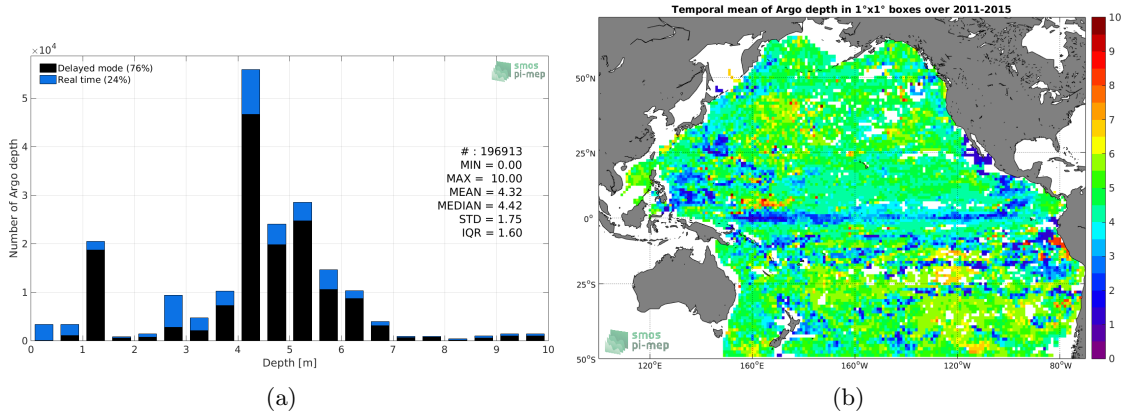 ×10⁴
Delayed mode (76%)
Real time (24%)
smos
pi-mep
# : 196913
MIN = 0.00
MAX = 10.00
MEAN = 4.32
MEDIAN = 4.42
STD = 1.75
IQR = 1.60
Number of Argo depth
5
4
3
2
1
0
0 1 2 3 4 5 6 7 8 9 10
Depth [m]
(a)
Temporal mean of Argo depth in 1°x1° boxes over 2011-2015
50°N
25°N
0°
25°S
50°S
smos
pi-mep
120°E 160°E 160°W 120°W 80°W
10
9
8
7
6
5
4
3
2
1
0
(b)